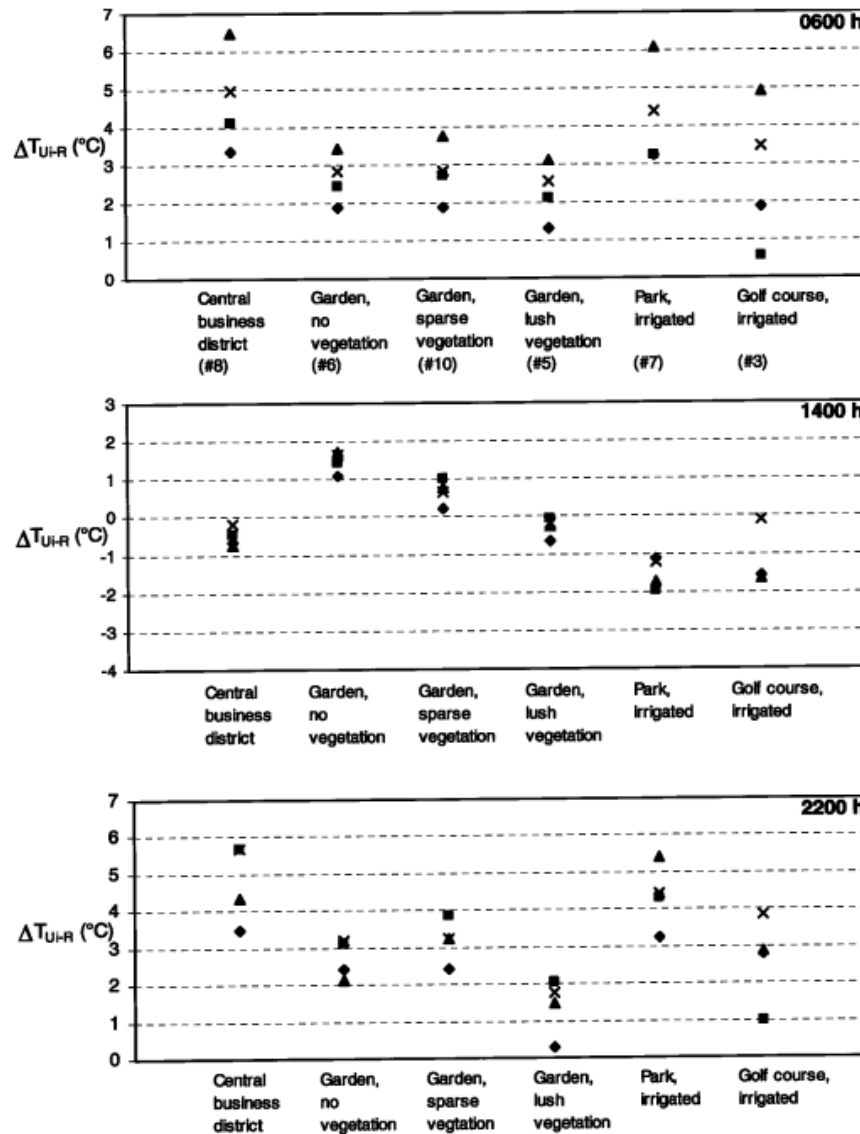 7
0600 h
6
5
4
ΔTUi-R (°C)
3
2
1
0
Central business district (#8)
Garden, no vegetation (#6)
Garden, sparse vegetation (#10)
Garden, lush vegetation (#5)
Park, irrigated (#7)
Golf course, irrigated (#3)
3
1400 h
2
1
0
ΔTUi-R (°C)
-1
-2
-3
-4
Central business district
Garden, no vegetation
Garden, sparse vegetation
Garden, lush vegetation
Park, irrigated
Golf course, irrigated
7
2200 h
6
5
4
ΔTUi-R (°C)
3
2
1
0
Central business district
Garden, no vegetation
Garden, sparse vegtation
Garden, lush vegetation
Park, irrigated
Golf course, irrigated